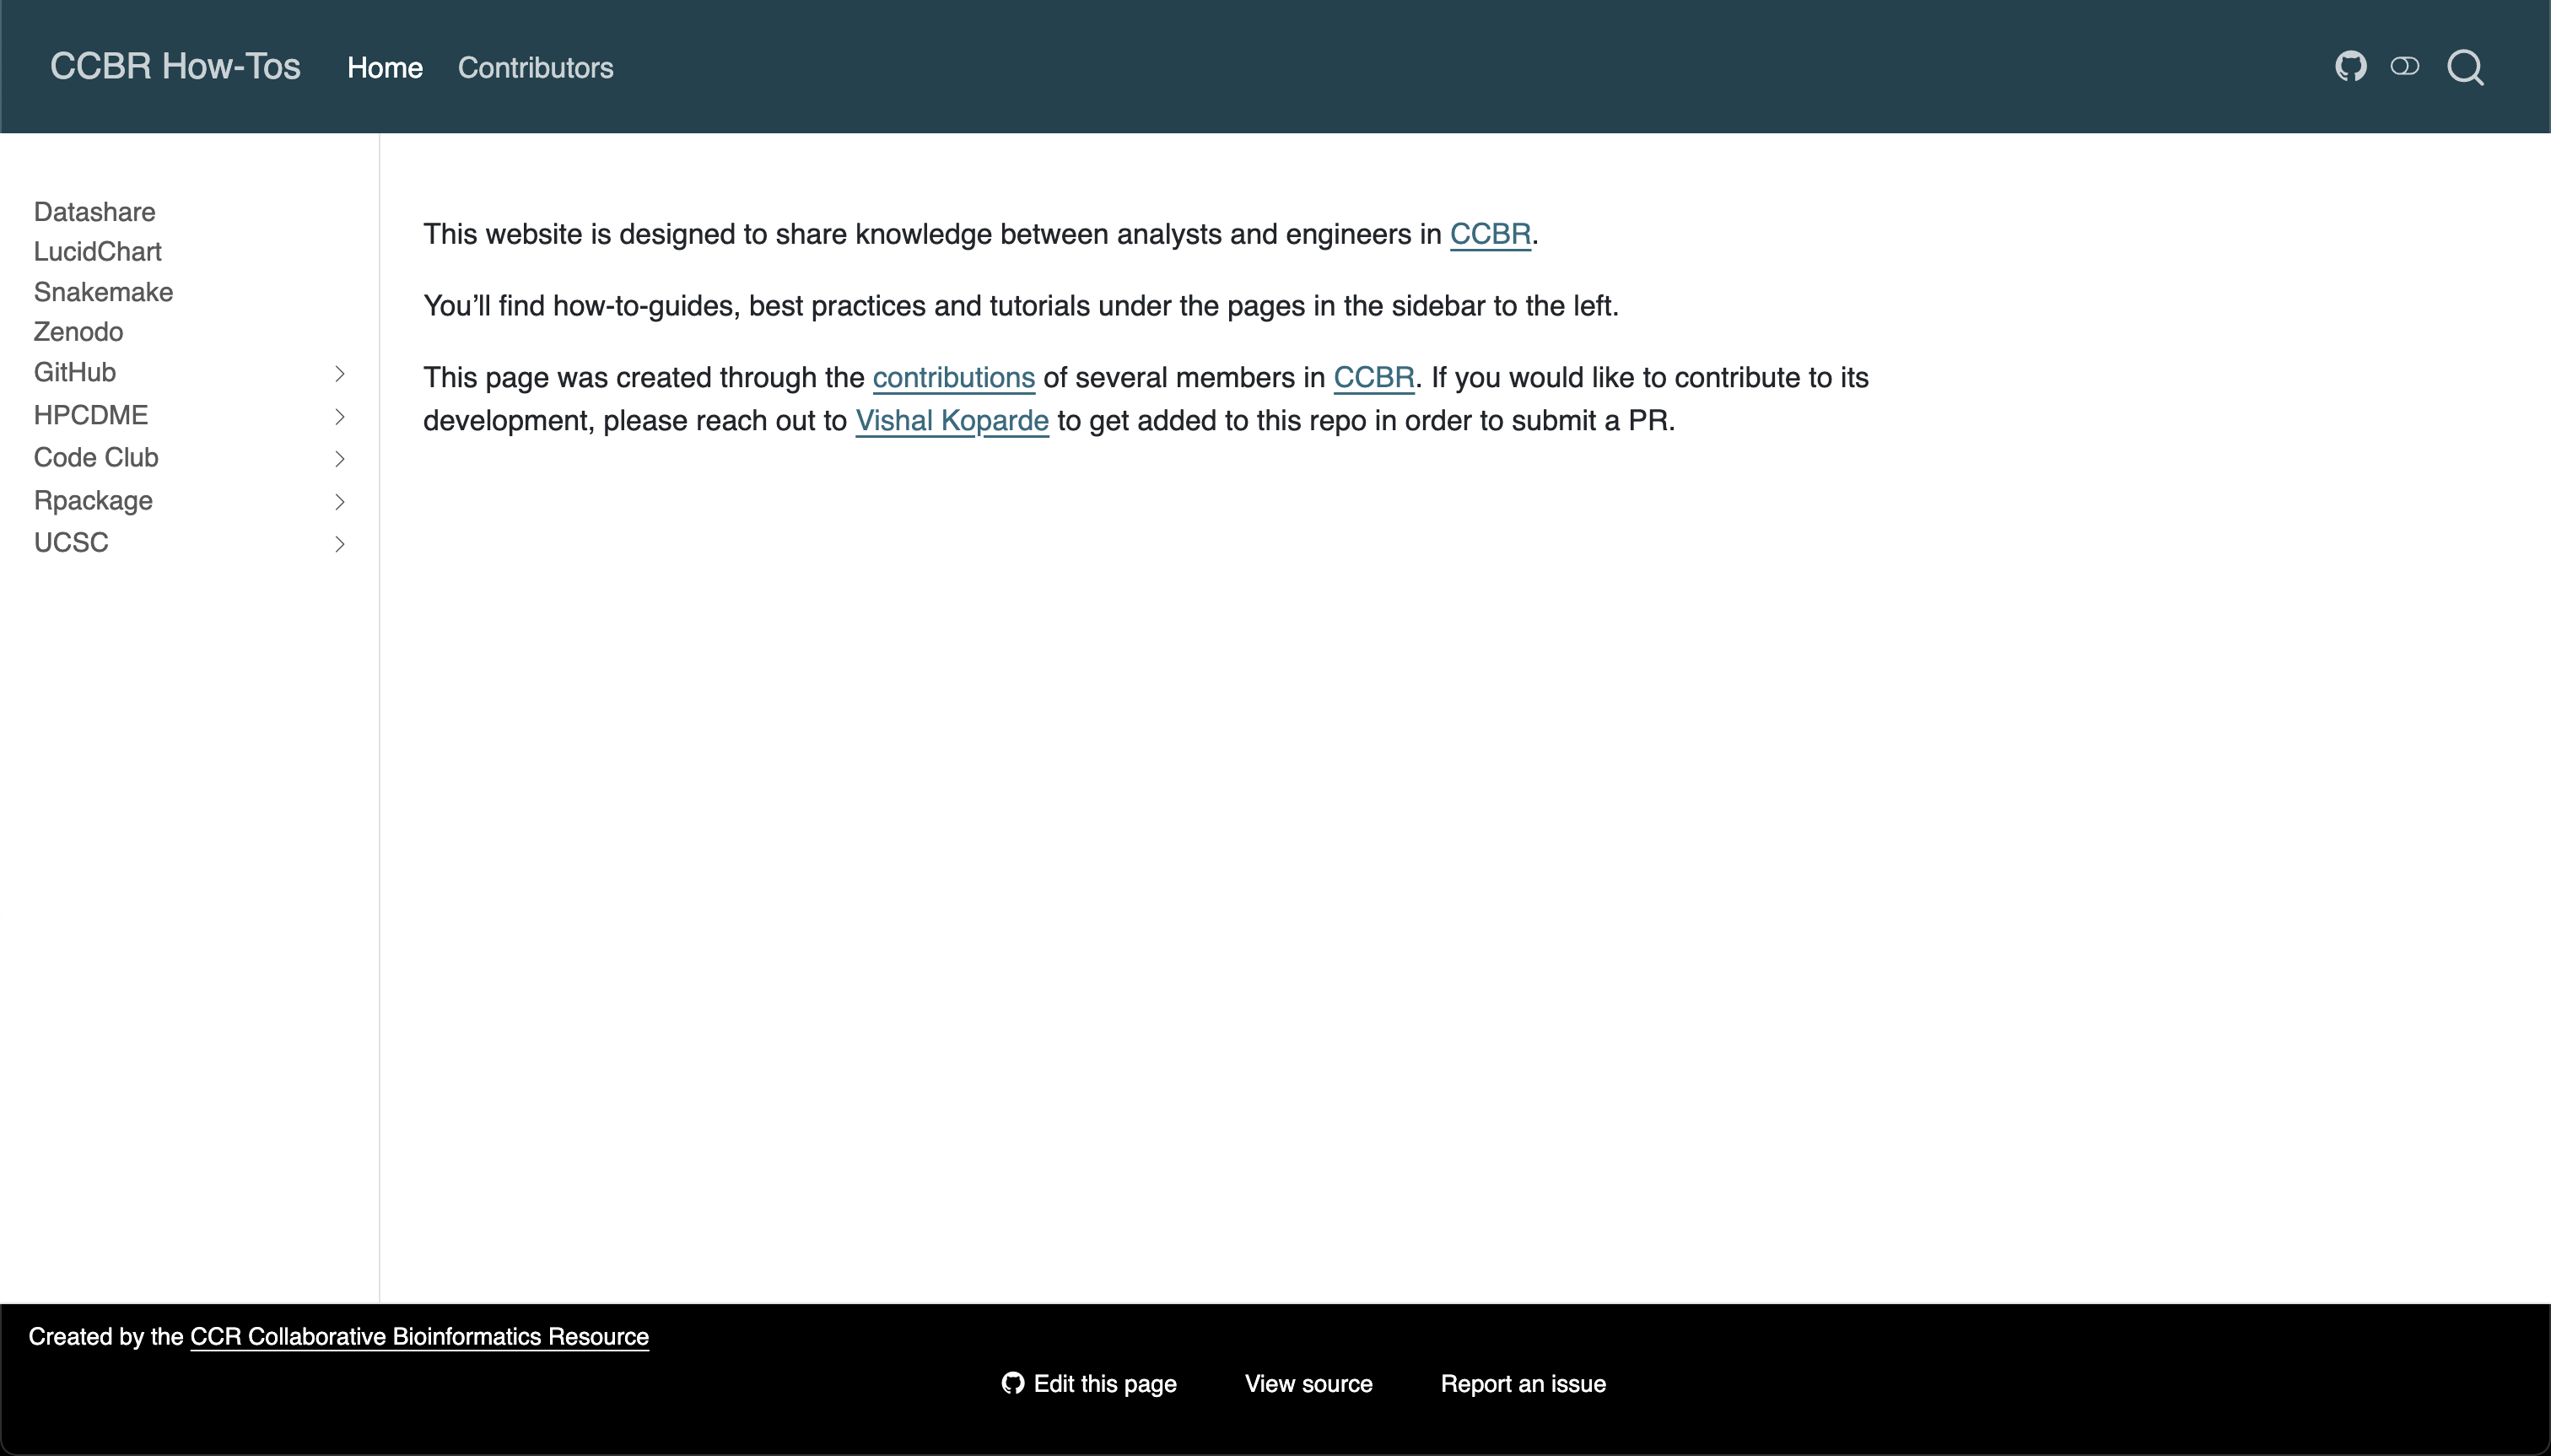 CCBR How-Tos Home Contributors
Datashare
LucidChart
Snakemake
Zenodo
GitHub
HPCDME
Code Club
Rpackage
UCSC
This website is designed to share knowledge between analysts and engineers in CCBR.
You’ll find how-to-guides, best practices and tutorials under the pages in the sidebar to the left.
This page was created through the contributions of several members in CCBR. If you would like to contribute to its
development, please reach out to Vishal Koparde to get added to this repo in order to submit a PR.
Created by the CCR Collaborative Bioinformatics Resource
Edit this page View source Report an issue